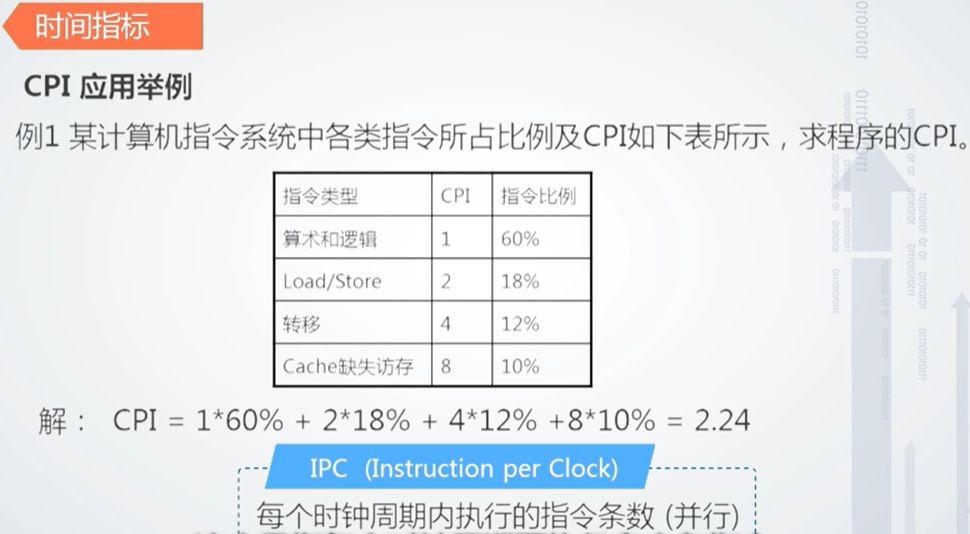 时间指标
CPI 应用举例
例1 某计算机指令系统中各类指令所占比例及CPI如下表所示，求程序的CPI。
指令类型 CPI 指令比例
算术和逻辑 1 60%
Load/Store 2 18%
转移 4 12%
Cache缺失访存 8 10%
解： CPI = 1*60% + 2*18% + 4*12% +8*10% = 2.24
IPC (Instruction per Clock)
每个时钟周期内执行的指令条数 (并行)